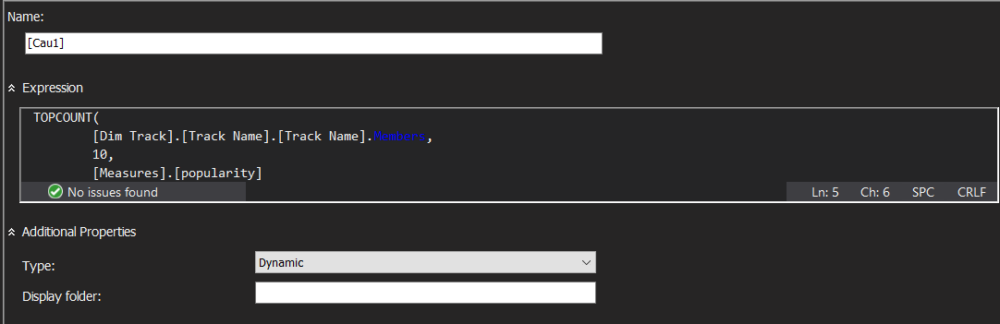 Name:
[Cau1]
Expression
TOPCOUNT(
[Dim Track].[Track Name].[Track Name].Members,
10,
[Measures].[popularity]
No issues found
Ln: 5 Ch: 6 SPC CRLF
Additional Properties
Type:
Dynamic
Display folder: